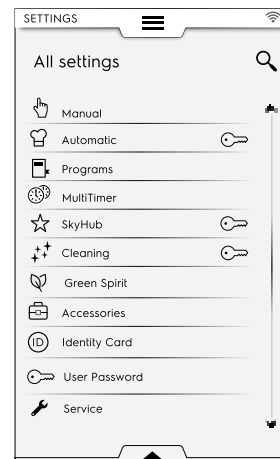 SETTINGS
All settings
Manual
Automatic
Programs
MultiTimer
SkyHub
Cleaning
Green Spirit
Accessories
ID Identity Card
User Password
Service